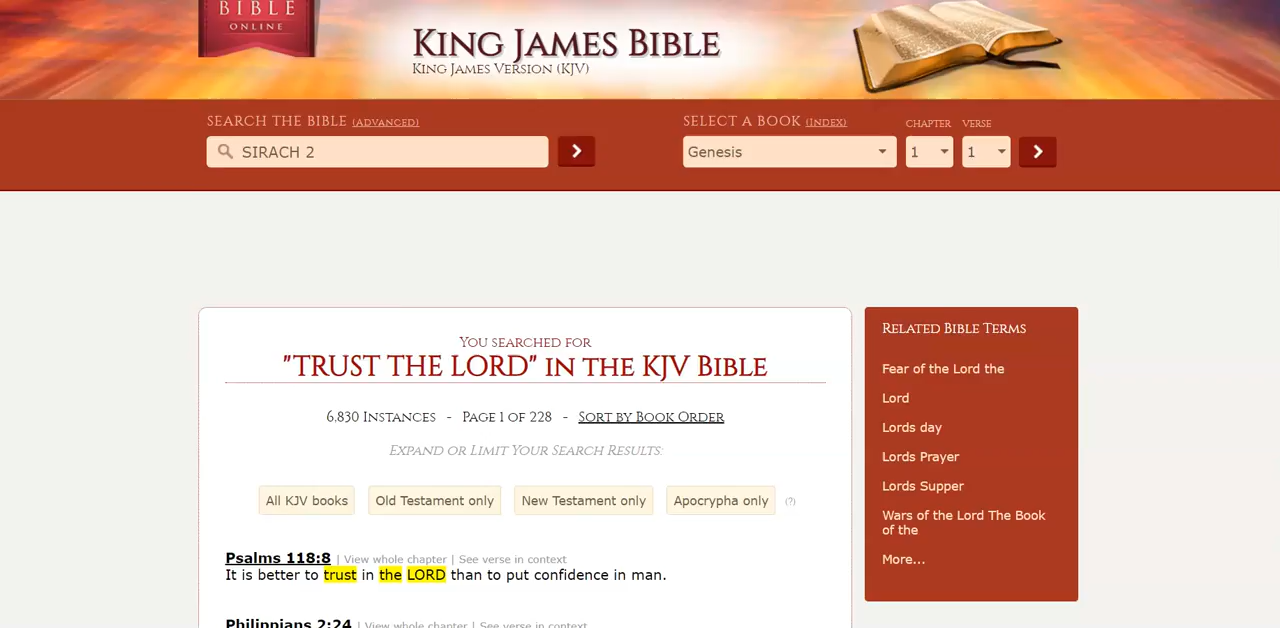 BIBLE
ONLINE
King James Bible
King James Version (KJV)
Search the Bible (Advanced)
SIRACH 2
Select a Book (Index)
Chapter
Verse
Genesis
1
1
You searched for
"TRUST THE LORD" in the KJV Bible
6,830 Instances - Page 1 of 228 - Sort by Book Order
Expand or Limit Your Search Results:
All KJV books
Old Testament only
New Testament only
Apocrypha only
(?)
Psalms 118:8 | View whole chapter | See verse in context
It is better to trust in the LORD than to put confidence in man.
Philippians 2:24 | View whole chapter | See verse in context
Related Bible Terms
Fear of the Lord the
Lord
Lords day
Lords Prayer
Lords Supper
Wars of the Lord The Book
of the
More...